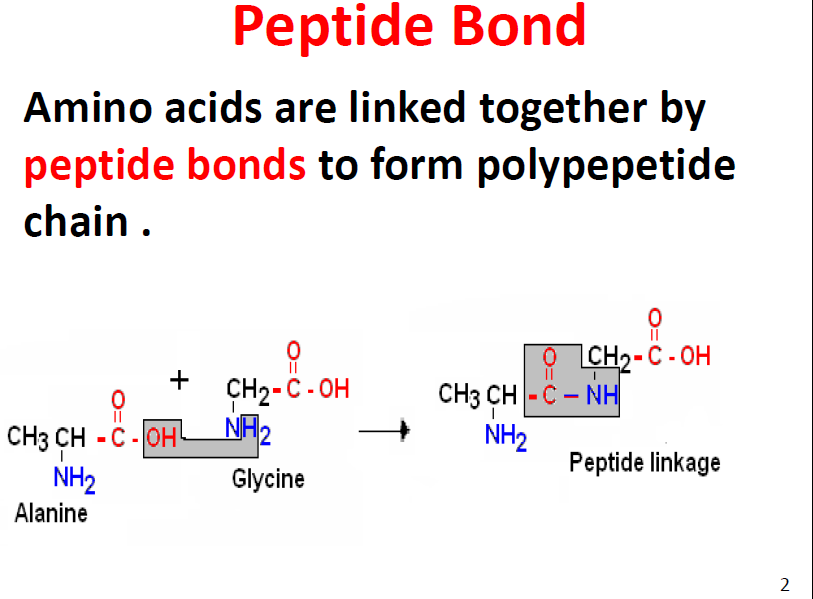 Peptide Bond
Amino acids are linked together by
peptide bonds to form polypepetide
chain .
O
CH3 CH - C - OH
NH2
Alanine
+
O
CH2 - C - OH
NH2
Glycine
O
CH3 CH - C – NH
NH2
O
CH2 - C - OH
Peptide linkage
2